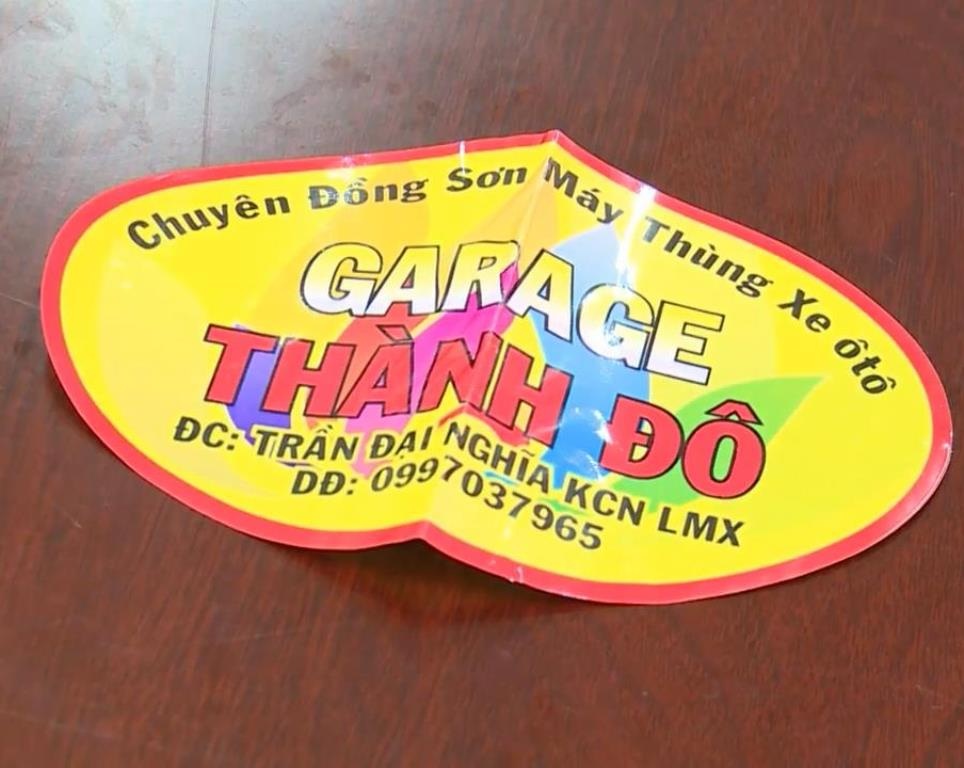 Chuyên Đồng Sơn Máy Thùng Xe ôtô
GARAGE
THÀNH ĐÔ
ĐC: TRẦN ĐẠI NGHĨA KCN LMX
DĐ: 0997037965